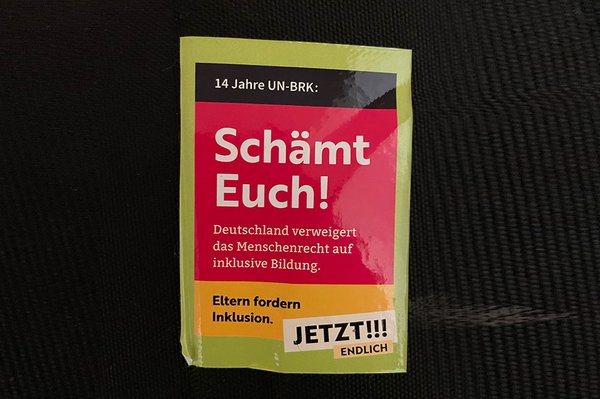 14 Jahre UN-BRK:
Schämt
Euch!
Deutschland verweigert
das Menschenrecht auf
inklusive Bildung.
Eltern fordern
Inklusion.
JETZT!!!
ENDLICH